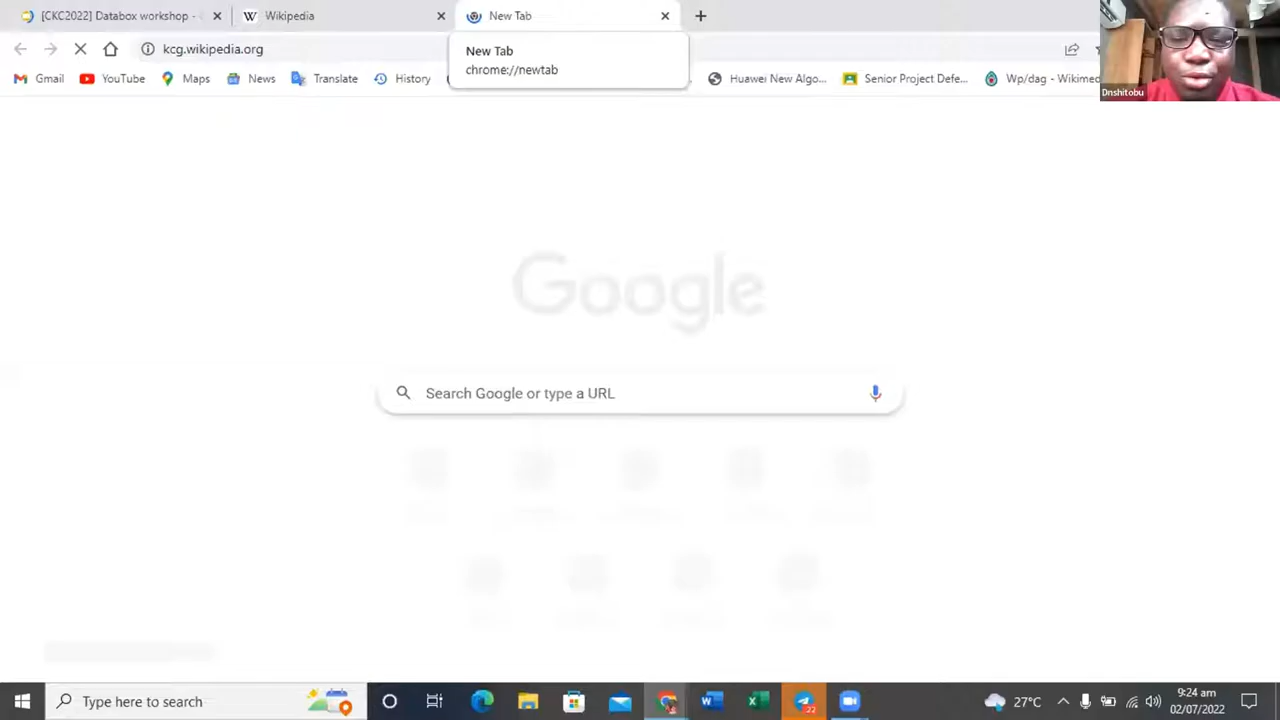 [CKC2022] Databox workshop -
Wikipedia
New Tab
kcg.wikipedia.org
New Tab
chrome://newtab
Gmail
YouTube
Maps
News
Translate
History
Huawei New Algo...
Senior Project Defe...
Wp/dag - Wikimed
Dnshitobu
Google
Search Google or type a URL
Type here to search
22
27°C
9:24 am
02/07/2022